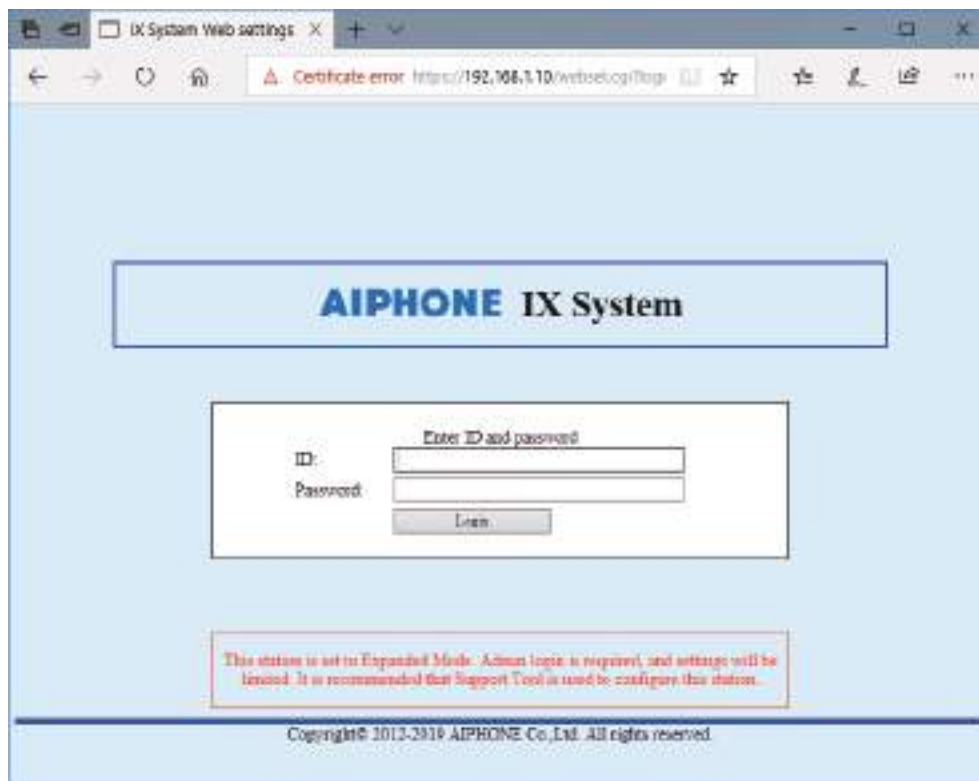 IX System Web settings
Certificate error https://192.168.1.10/webset.cgi?login
AIPHONE IX System
Enter ID and password
ID:
Password:
Login
This station is set to Expanded Mode. Admin login is required, and settings will be
limited. It is recommended that Support Tool is used to configure this station.
Copyright© 2012-2019 AIPHONE Co.,Ltd. All rights reserved.